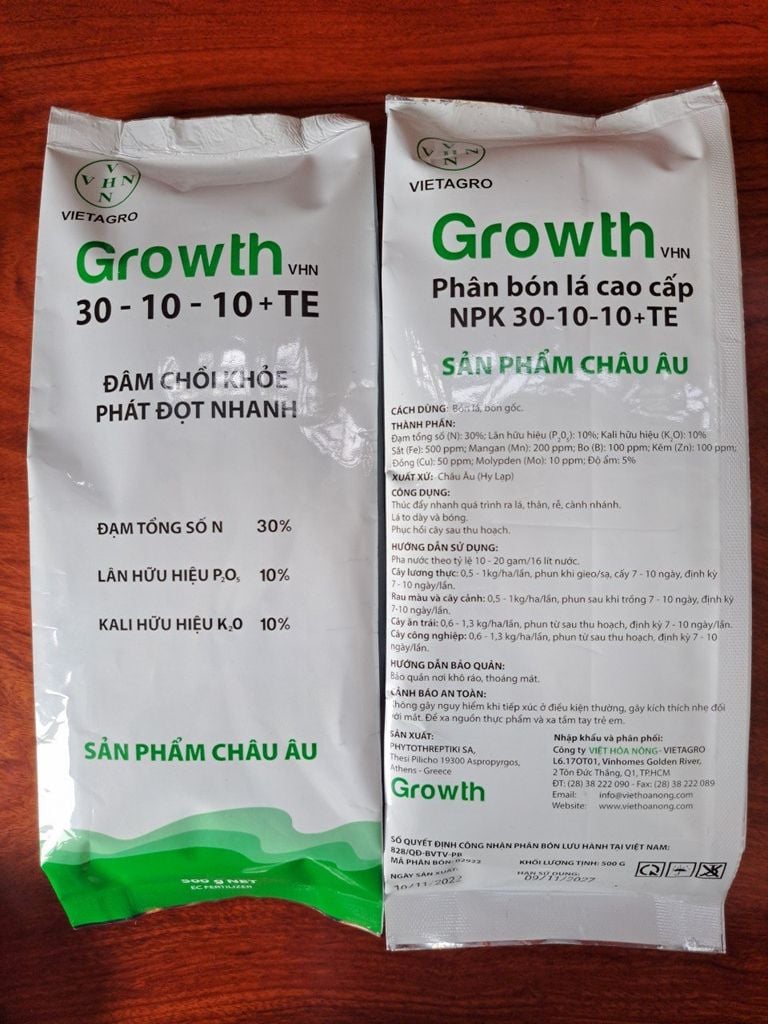 VHN
VIETAGRO
Growth VHN
30 - 10 - 10 + TE
ĐÂM CHỒI KHỎE
PHÁT ĐỌT NHANH
ĐẠM TỔNG SỐ N 30%
LÂN HỮU HIỆU P₂O₅ 10%
KALI HỮU HIỆU K₂O 10%
SẢN PHẨM CHÂU ÂU
500 g NET
EC FERTILIZER
VHN
VIETAGRO
Growth VHN
Phân bón lá cao cấp
NPK 30-10-10+TE
SẢN PHẨM CHÂU ÂU
CÁCH DÙNG: Bón lá, bón gốc.
THÀNH PHẦN:
Đạm tổng số (N): 30%; Lân hữu hiệu (P₂O₅): 10%; Kali hữu hiệu (K₂O): 10%
Sắt (Fe): 500 ppm; Mangan (Mn): 200 ppm; Bo (B): 100 ppm; Kẽm (Zn): 100 ppm;
Đồng (Cu): 50 ppm; Molypden (Mo): 10 ppm; Độ ẩm: 5%
XUẤT XỨ: Châu Âu (Hy Lạp)
CÔNG DỤNG:
Thúc đẩy nhanh quá trình ra lá, thân, rễ, cành nhánh.
Lá to dày và bóng.
Phục hồi cây sau thu hoạch.
HƯỚNG DẪN SỬ DỤNG:
Pha nước theo tỷ lệ 10 - 20 gam/16 lít nước.
Cây lương thực: 0,5 - 1kg/ha/lần, phun khi gieo/sạ, cấy 7 - 10 ngày, định kỳ
7 - 10 ngày/lần.
Rau màu và cây cảnh: 0,5 - 1kg/ha/lần, phun sau khi trồng 7 - 10 ngày, định kỳ
7-10 ngày/lần.
Cây ăn trái: 0,6 - 1,3 kg/ha/lần, phun từ sau thu hoạch, định kỳ 7 - 10 ngày/lần.
Cây công nghiệp: 0,6 - 1,3 kg/ha/lần, phun từ sau thu hoạch, định kỳ 7 - 10
ngày/lần.
HƯỚNG DẪN BẢO QUẢN:
Bảo quản nơi khô ráo, thoáng mát.
CẢNH BÁO AN TOÀN:
Không gây nguy hiểm khi tiếp xúc ở điều kiện thường, gây kích thích nhẹ đối
với mắt. Để xa nguồn thực phẩm và xa tầm tay trẻ em.
SẢN XUẤT:
PHYTOTHREPTIKI SA,
Thesi Pilicho 19300 Aspropyrgos,
Athens - Greece
Growth
Nhập khẩu và phân phối:
Công ty VIỆT HÓA NÔNG - VIETAGRO
L6.17OT01, Vinhomes Golden River,
2 Tôn Đức Thắng, Q1, TP.HCM
ĐT: (28) 38 222 090 - Fax: (28) 38 222 089
Email: info@viethoanong.com
Website: www.viethoanong.com
SỐ QUYẾT ĐỊNH CÔNG NHẬN PHÂN BÓN LƯU HÀNH TẠI VIỆT NAM:
828/QĐ-BVTV-PB
MÃ PHÂN BÓN: KHỐI LƯỢNG TỊNH: 500 G
NGÀY SẢN XUẤT: HẠN SỬ DỤNG:
10/11/2022 09/11/2027